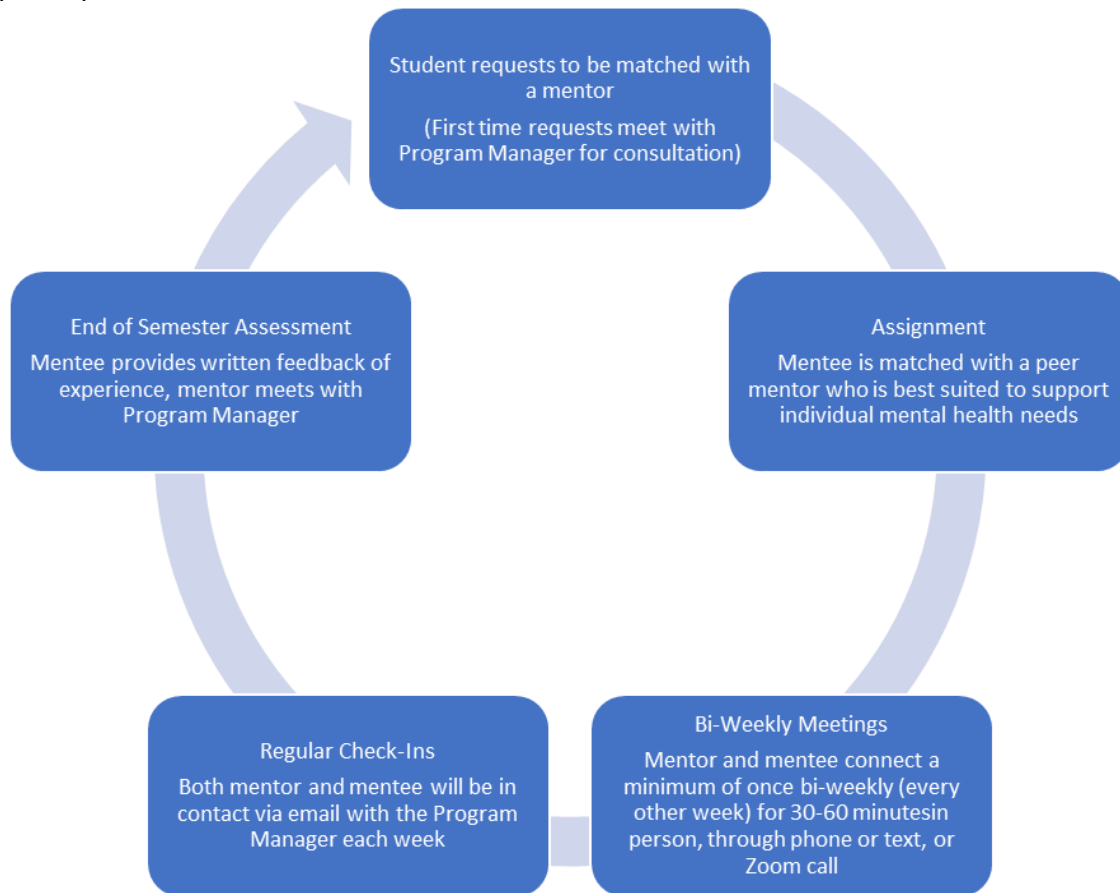 Student requests to be matched with
a mentor
(First time requests meet with
Program Manager for consultation)
Assignment
Mentee is matched with a peer
mentor who is best suited to support
individual mental health needs
Bi-Weekly Meetings
Mentor and mentee connect a
minimum of once bi-weekly (every
other week) for 30-60 minutesin
person, through phone or text, or
Zoom call
Regular Check-Ins
Both mentor and mentee will be in
contact via email with the Program
Manager each week
End of Semester Assessment
Mentee provides written feedback of
experience, mentor meets with
Program Manager